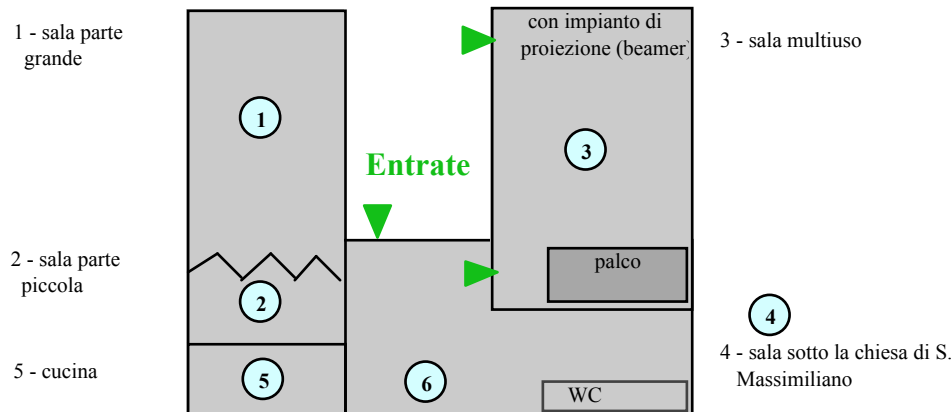 1 - sala parte
grande
con impianto di
proiezione (beamer)
3 - sala multiuso
1
3
Entrate
2 - sala parte
piccola
palco
2
4
4 - sala sotto la chiesa di S.
Massimiliano
5 - cucina
5
6
WC